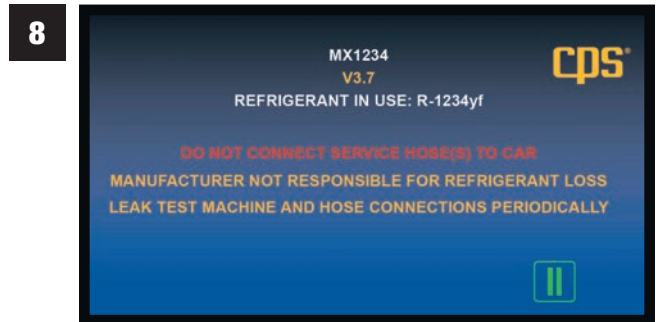 8
MX1234
cps®
V3.7
REFRIGERANT IN USE: R-1234yf
DO NOT CONNECT SERVICE HOSE(S) TO CAR
MANUFACTURER NOT RESPONSIBLE FOR REFRIGERANT LOSS
LEAK TEST MACHINE AND HOSE CONNECTIONS PERIODICALLY